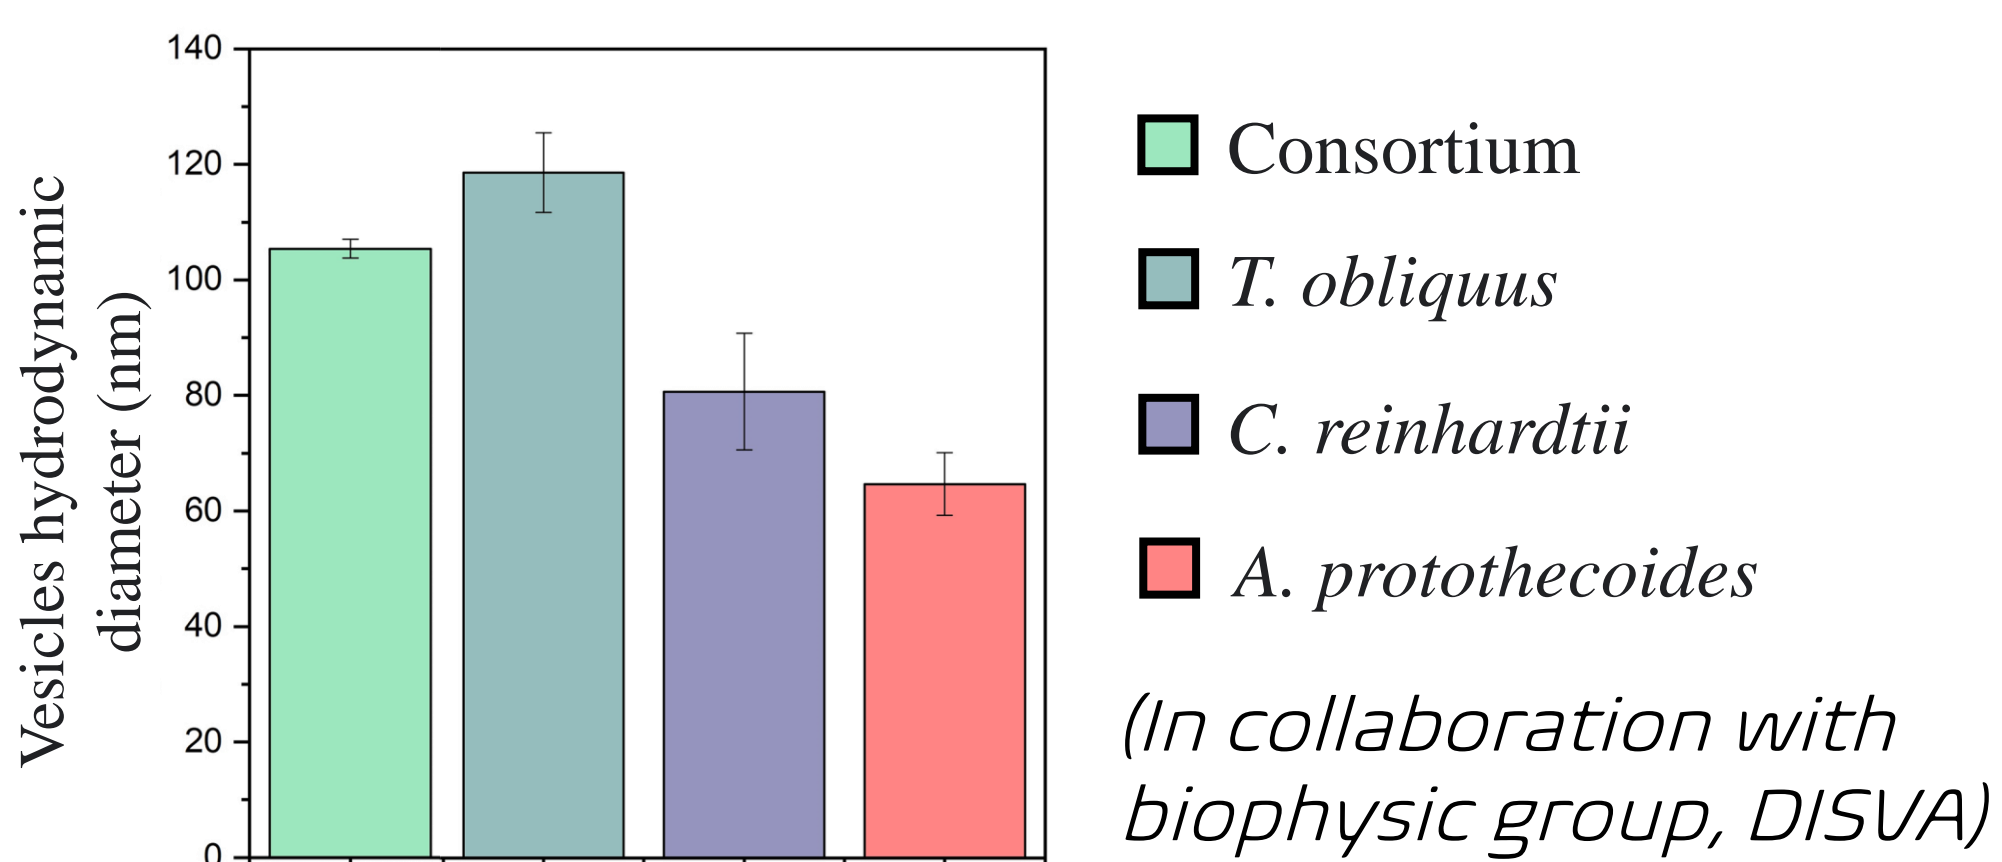 Vesicles hydrodynamic
diameter (nm)
140
120
100
80
60
40
20
0
Consortium
T. obliquus
C. reinhardtii
A. protothecoides
(In collaboration with
biophysic group, DISVA)